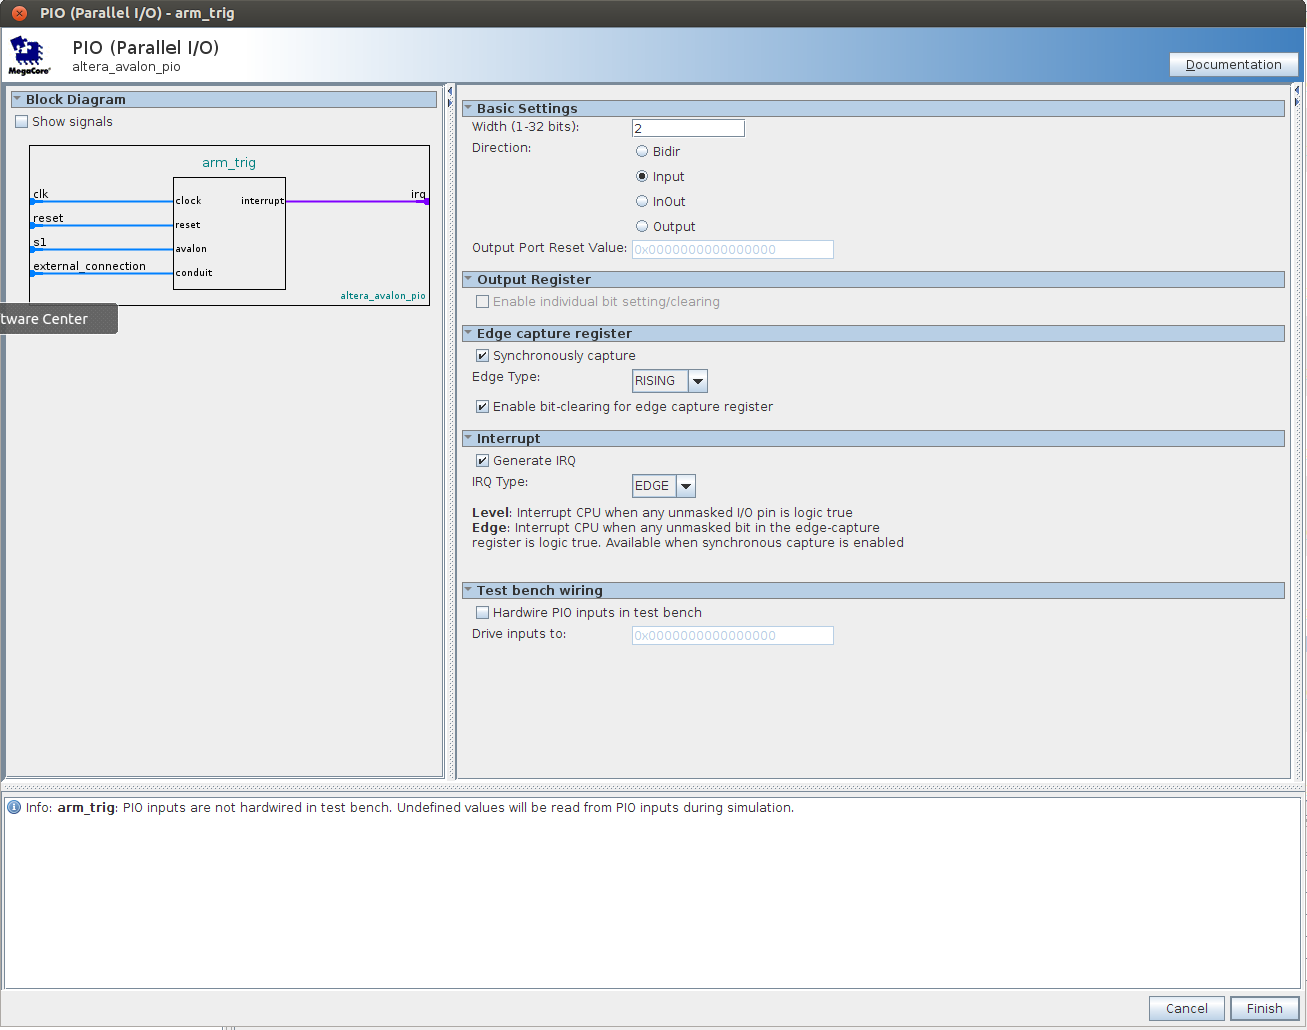 PIO (Parallel I/O) - arm_trig
PIO (Parallel I/O)
altera_avalon_pio
MegaCore®
Documentation
Block Diagram
Show signals
arm_trig
clk
clock
interrupt
irq
reset
reset
s1
avalon
external_connection
conduit
altera_avalon_pio
tware Center
Basic Settings
Width (1-32 bits):
2
Direction:
Bidir
Input
InOut
Output
Output Port Reset Value:
0x0000000000000000
Output Register
Enable individual bit setting/clearing
Edge capture register
Synchronously capture
Edge Type:
RISING
Enable bit-clearing for edge capture register
Interrupt
Generate IRQ
IRQ Type:
EDGE
Level: Interrupt CPU when any unmasked I/O pin is logic true
Edge: Interrupt CPU when any unmasked bit in the edge-capture
register is logic true. Available when synchronous capture is enabled
Test bench wiring
Hardwire PIO inputs in test bench
Drive inputs to:
0x0000000000000000
Info: arm_trig: PIO inputs are not hardwired in test bench. Undefined values will be read from PIO inputs during simulation.
Cancel
Finish